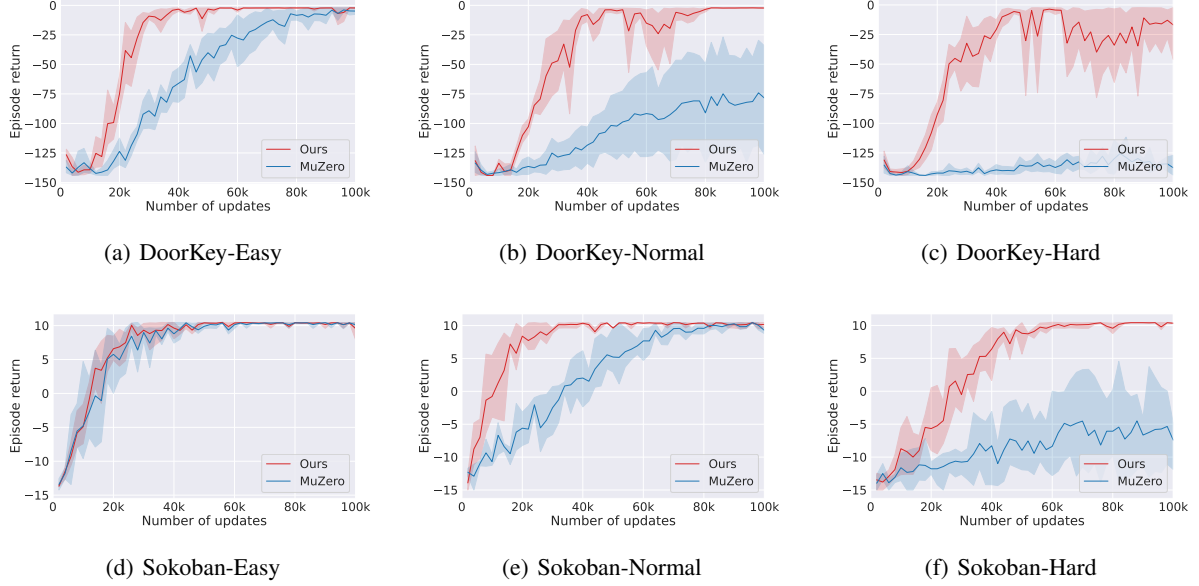 0
−25
−50
−75
−100
−125
−150
Episode return
0 20k 40k 60k 80k 100k
Number of updates
Ours
MuZero
(a) DoorKey-Easy
0
−25
−50
−75
−100
−125
−150
Episode return
0 20k 40k 60k 80k 100k
Number of updates
Ours
MuZero
(b) DoorKey-Normal
0
−25
−50
−75
−100
−125
−150
Episode return
0 20k 40k 60k 80k 100k
Number of updates
Ours
MuZero
(c) DoorKey-Hard
10
5
0
−5
−10
−15
Episode return
0 20k 40k 60k 80k 100k
Number of updates
Ours
MuZero
(d) Sokoban-Easy
10
5
0
−5
−10
−15
Episode return
0 20k 40k 60k 80k 100k
Number of updates
Ours
MuZero
(e) Sokoban-Normal
10
5
0
−5
−10
−15
Episode return
0 20k 40k 60k 80k 100k
Number of updates
Ours
MuZero
(f) Sokoban-Hard